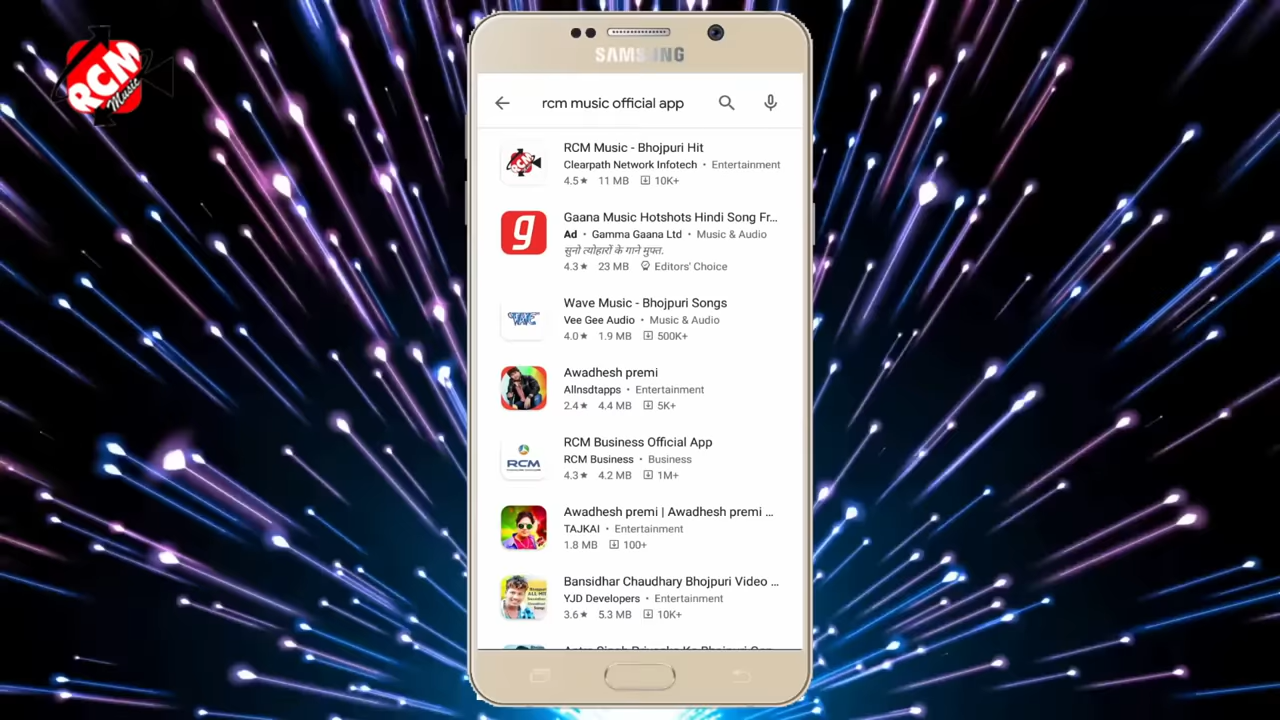 RCM
Music
SAMSUNG
rcm music official app
RCM
RCM Music - Bhojpuri Hit
Clearpath Network Infotech • Entertainment
4.5★ 11 MB 10K+
g
Gaana Music Hotshots Hindi Song Fr...
Ad • Gamma Gaana Ltd • Music & Audio
सुनो त्योहारों के गाने मुफ्त.
4.3★ 23 MB Editors' Choice
Wave Music - Bhojpuri Songs
Vee Gee Audio • Music & Audio
4.0★ 1.9 MB 500K+
Awadhesh premi
Allnsdtapps • Entertainment
2.4★ 4.4 MB 5K+
RCM Business Official App
RCM
RCM Business • Business
4.3★ 4.2 MB 1M+
Awadhesh premi | Awadhesh premi ...
TAJKAI • Entertainment
1.8 MB 100+
Bansidhar Chaudhary Bhojpuri Video ...
YJD Developers • Entertainment
3.6★ 5.3 MB 10K+